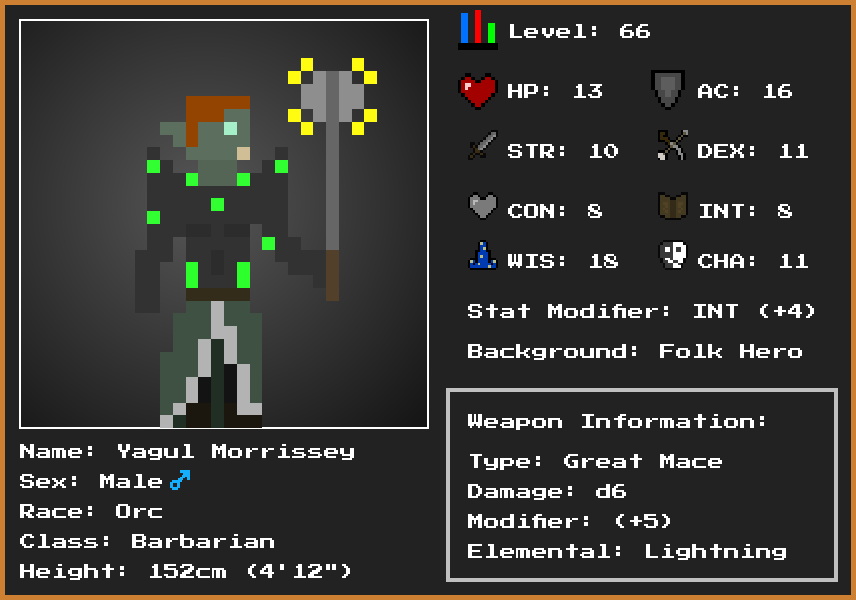 Level: 66
HP: 13 AC: 16
STR: 10 DEX: 11
CON: 8 INT: 8
WIS: 18 CHA: 11
Stat Modifier: INT (+4)
Background: Folk Hero
Weapon Information:
Type: Great Mace
Damage: d6
Modifier: (+5)
Elemental: Lightning
Name: Yagul Morrissey
Sex: Male ♂
Race: Orc
Class: Barbarian
Height: 152cm (4'12")